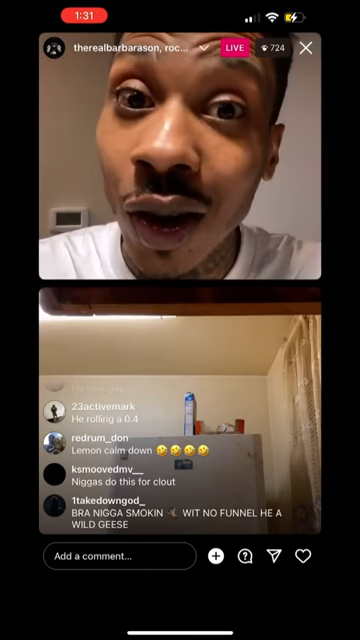 1:31
therealbarbarason, roc...
LIVE
724
23activemark
He rolling a 0.4
redrum_don
Lemon calm down 🤣🤣🤣🤣
ksmoovedmv__
Niggas do this for clout
1takedowngod_
BRA NIGGA SMOKIN 🍂 WIT NO FUNNEL HE A
WILD GEESE
Add a comment...